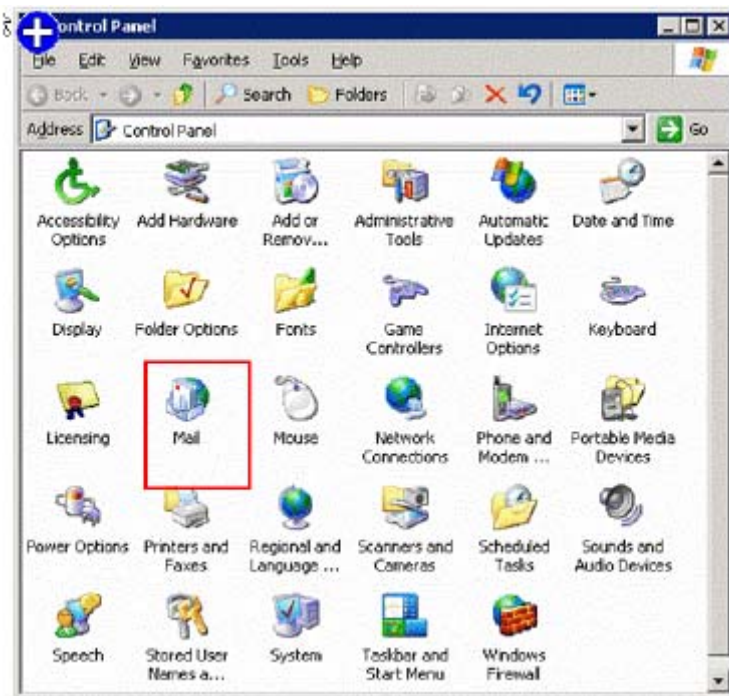 Control Panel
File Edit View Favorites Tools Help
Back Search Folders
Address Control Panel Go
Accessibility Options
Add Hardware
Add or Remov...
Administrative Tools
Automatic Updates
Date and Time
Display
Folder Options
Fonts
Game Controllers
Internet Options
Keyboard
Licensing
Mail
Mouse
Network Connections
Phone and Modem ...
Portable Media Devices
Power Options
Printers and Faxes
Regional and Language ...
Scanners and Cameras
Scheduled Tasks
Sounds and Audio Devices
Speech
Stored User Names a...
System
Taskbar and Start Menu
Windows Firewall